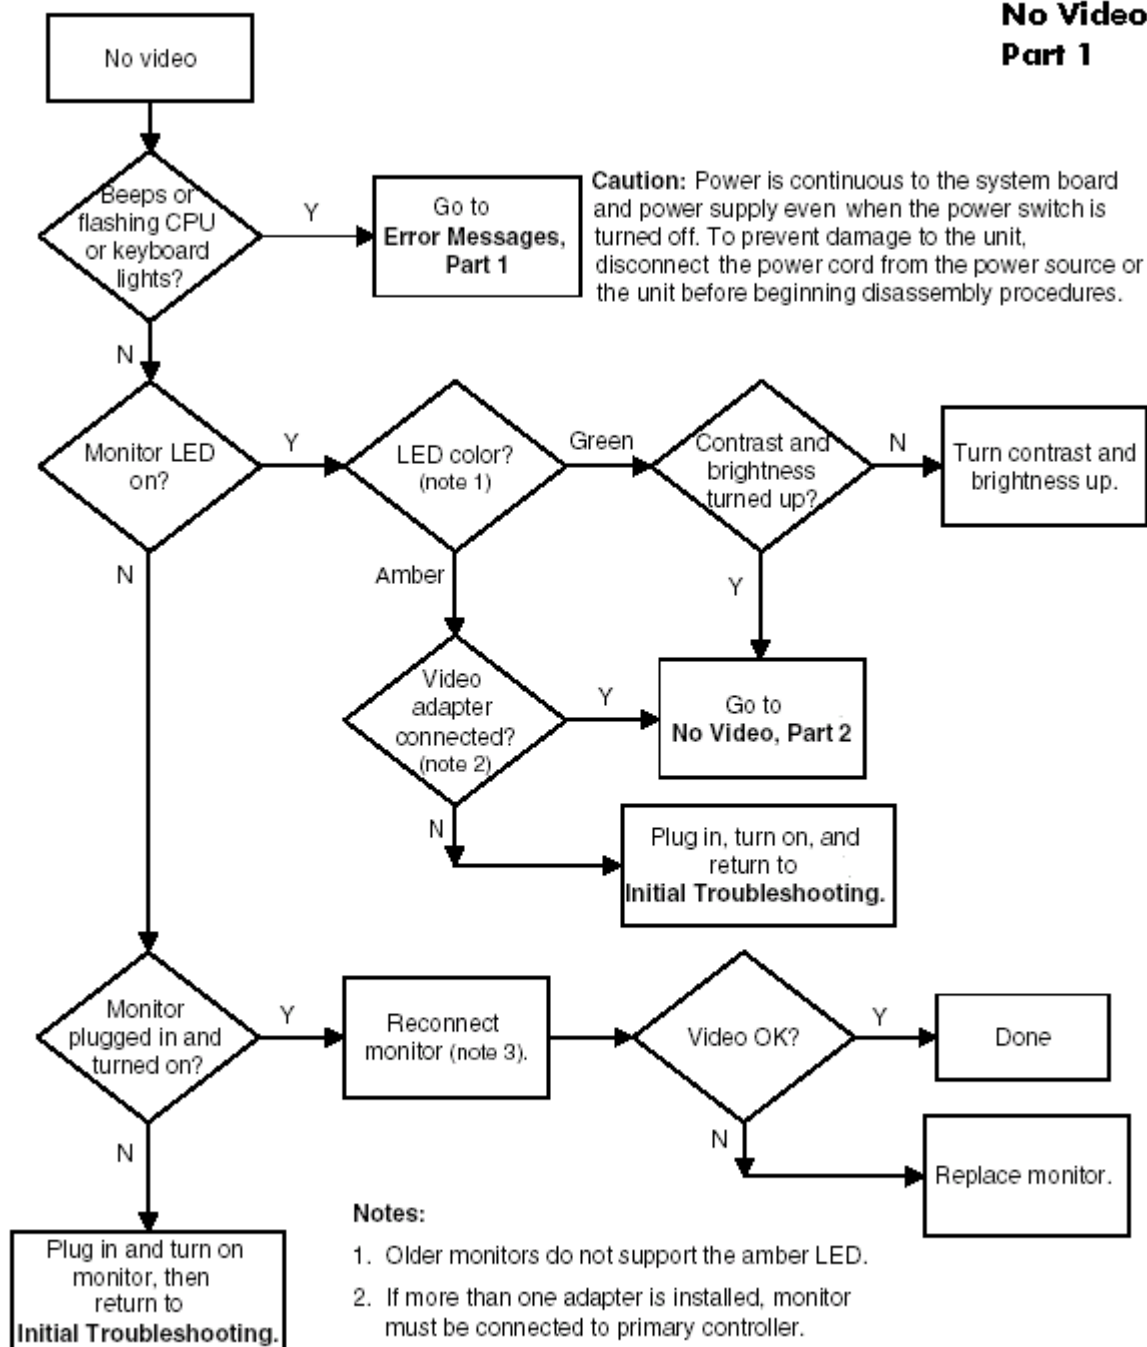 No Video
Part 1
No video
Beeps or
flashing CPU
or keyboard
lights?
Y
Go to
Error Messages,
Part 1
Caution: Power is continuous to the system board
and power supply even when the power switch is
turned off. To prevent damage to the unit,
disconnect the power cord from the power source or
the unit before beginning disassembly procedures.
N
Monitor LED
on?
Y
LED color?
(note 1)
Green
Contrast and
brightness
turned up?
N
Turn contrast and
brightness up.
N
Amber
Y
Video
adapter
connected?
(note 2)
Y
Go to
No Video, Part 2
N
Plug in, turn on, and
return to
Initial Troubleshooting.
Monitor
plugged in and
turned on?
Y
Reconnect
monitor (note 3).
Video OK?
Y
Done
N
N
Replace monitor.
Plug in and turn on
monitor, then
return to
Initial Troubleshooting.
Notes:
1. Older monitors do not support the amber LED.
2. If more than one adapter is installed, monitor
must be connected to primary controller.